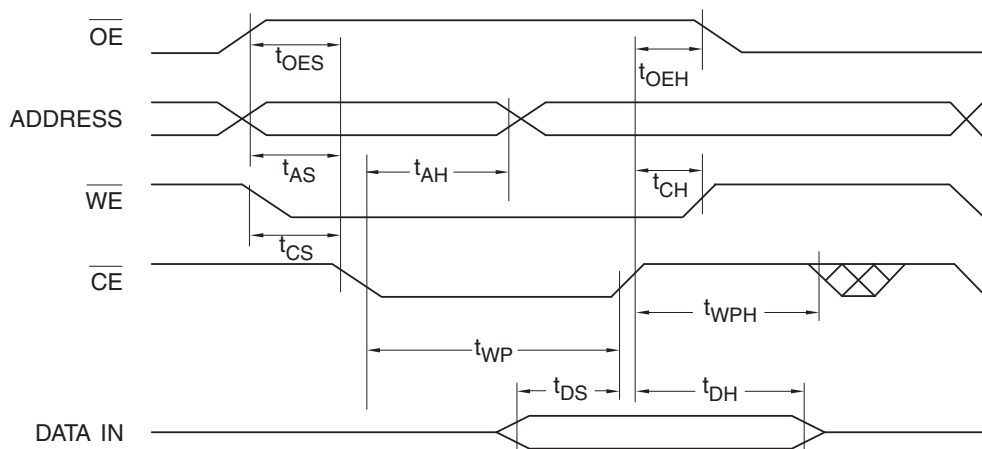 OE
tOES
tOEH
ADDRESS
tAS
tAH
tCH
WE
tCS
CE
tWPH
tWP
tDS
tDH
DATA IN